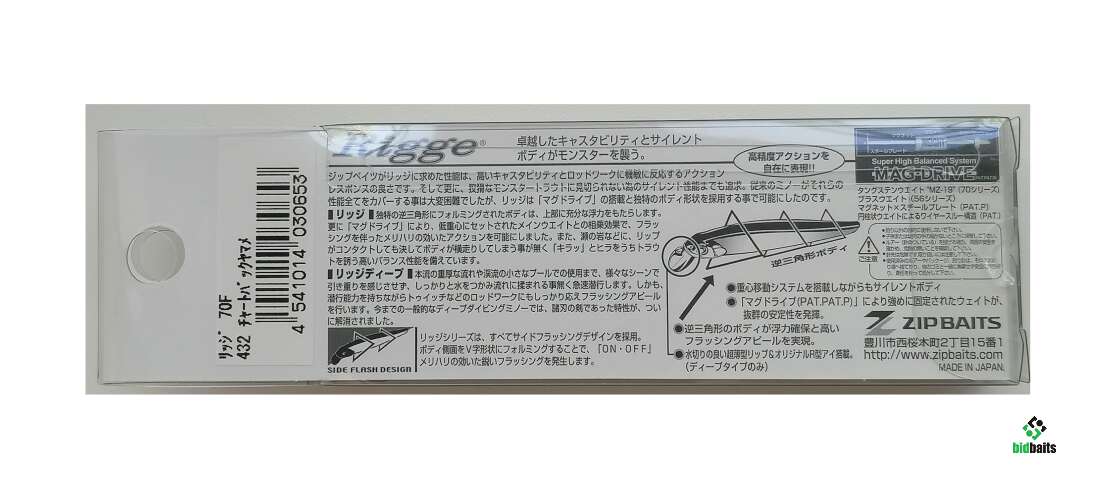 リッジ 70F
432 チャートバックヤマメ
4 541014 030653
Rigge®
卓越したキャスタビリティとサイレント
ボディがモンスターを襲う。
高精度アクションを
自在に表現!!
ジップベイツがリッジに求めた性能は、高いキャスタビリティとロッドワークに機敏に反応するアクション
レスポンスの良さです。そして更に、狡猾なモンスタートラウトに見切られない為のサイレント性能までも追求。従来のミノーがそれらの
性能全てをカバーする事は大変困難でしたが、リッジは「マグドライブ」の搭載と独自のボディ形状を採用する事で可能にしたのです。
■リッジ■独特の逆三角形にフォルミングされたボディは、上部に充分な浮力をもたらします。
更に「マグドライブ」により、低重心にセットされたメインウエイトとの相乗効果で、フラッ
シングを伴ったメリハリの効いたアクションを可能にしました。また、瀬の岩などに、リップ
がコンタクトしても決してボディが横走りしてしまう事が無く「キラッ」とヒラをうちトラウ
トを誘う高いバランス性能を備えています。
■リッジディープ■本流の重厚な流れや渓流の小さなプールでの使用まで、様々なシーンで
引き重りを感じさせず、しっかりと水をつかみ流れに揉まれる事無く急速潜行します。しかも、
潜行能力を持ちながらトゥイッチなどのロッドワークにもしっかり応えフラッシングアピール
を行います。今までの一般的なディープダイビングミノーでは、諸刃の剣であった特性が、つい
に解消されました。
SIDE FLASH DESIGN
リッジシリーズは、すべてサイドフラッシングデザインを採用。
ボディ側面をV字形状にフォルミングすることで、「ON・OFF」
メリハリの効いた鋭いフラッシングを発生します。
逆三角形ボディ
●重心移動システムを搭載しながらもサイレントボディ
●「マグドライブ(PAT.PAT.P)」により強めに固定されたウェイトが、
抜群の安定性を発揮。
●逆三角形のボディが浮力確保と高い
フラッシングアピールを実現。
●水切りの良い超薄型リップ&オリジナルR型アイ搭載。
(ディープタイプのみ)
スチールプレート
Super High Balanced System
MAG-DRIVE
タングステンウエイト "MZ-19" (70シリーズ)
ブラスウエイト (56シリーズ)
マグネット×スチールプレート (PAT.P)
円柱状ウエイトによるワイヤースルー構造 (PAT.)
ご注意
ZIPBAITS
豊川市西桜木町2丁目15番1
http://www.zipbaits.com
MADE IN JAPAN.
bidbaits